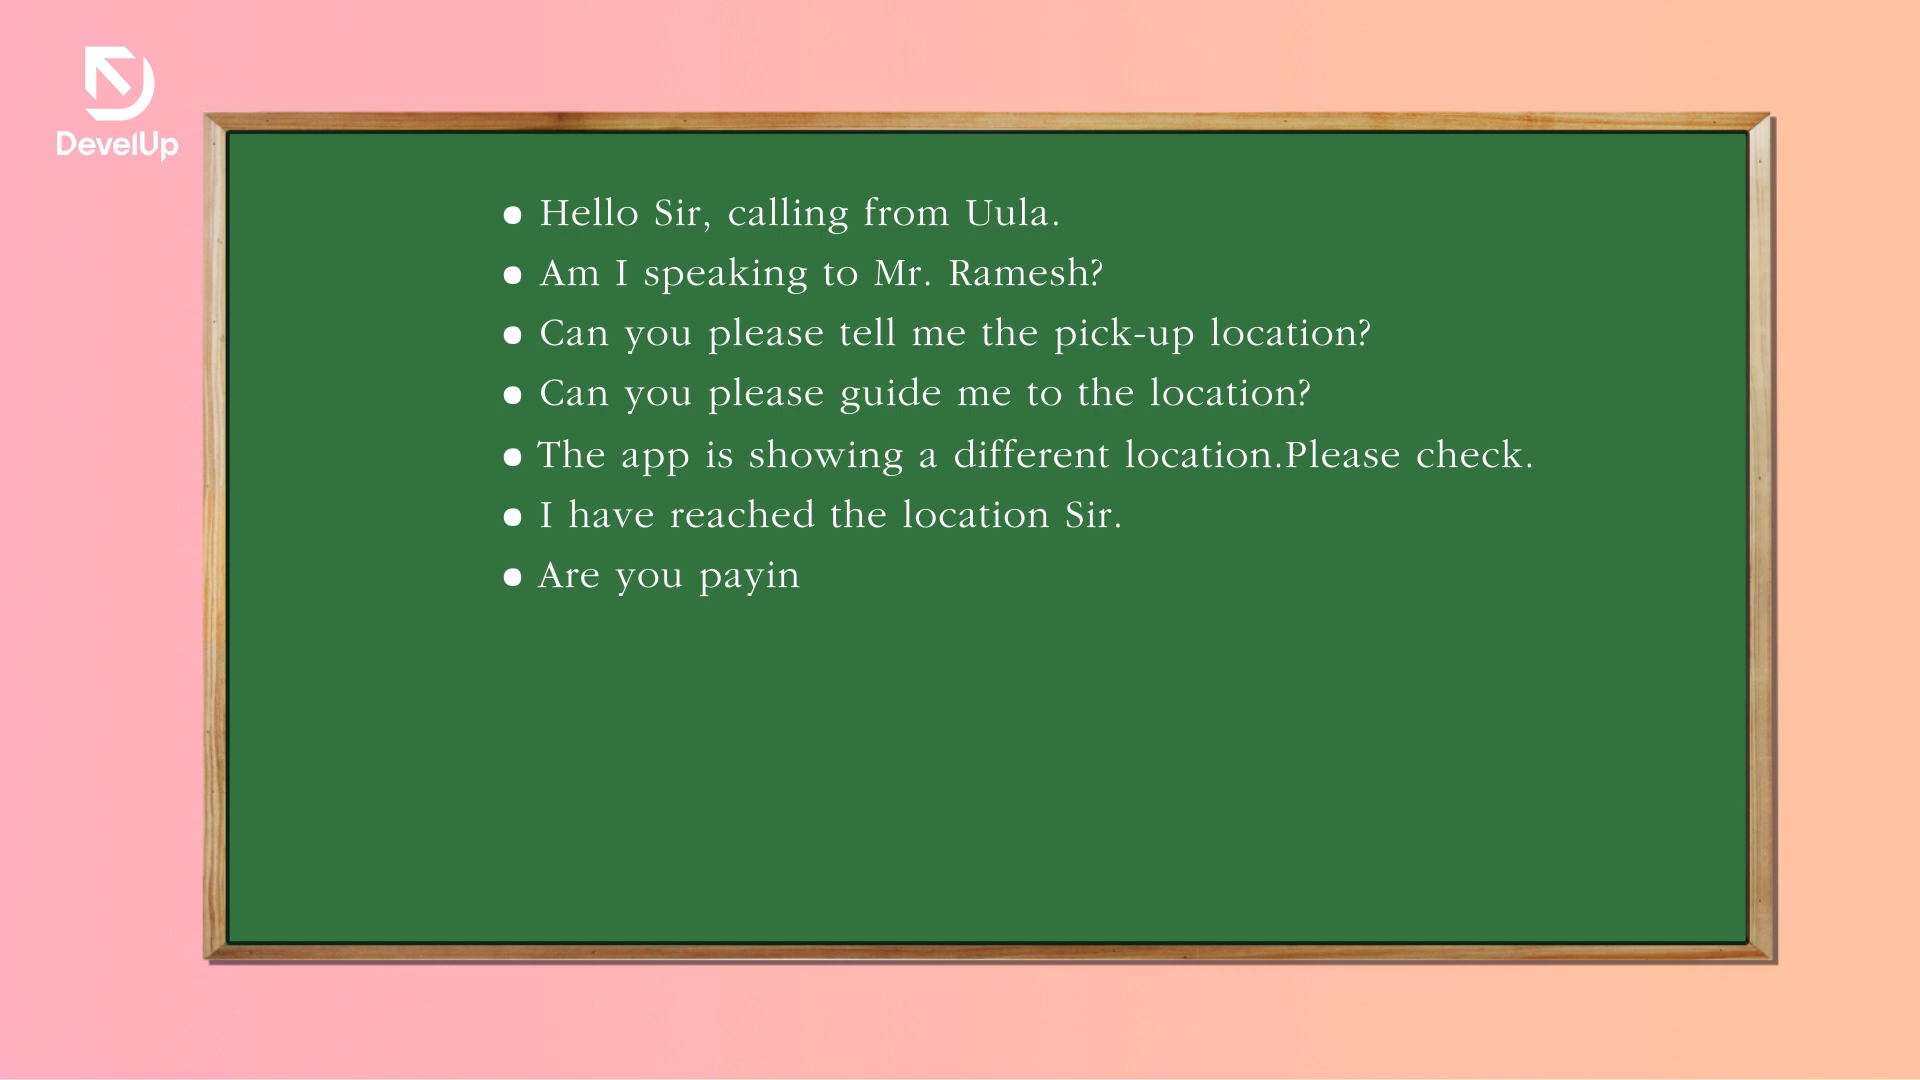 DevelUp
• Hello Sir, calling from Uula.
• Am I speaking to Mr. Ramesh?
• Can you please tell me the pick-up location?
• Can you please guide me to the location?
• The app is showing a different location.Please check.
• I have reached the location Sir.
• Are you payin